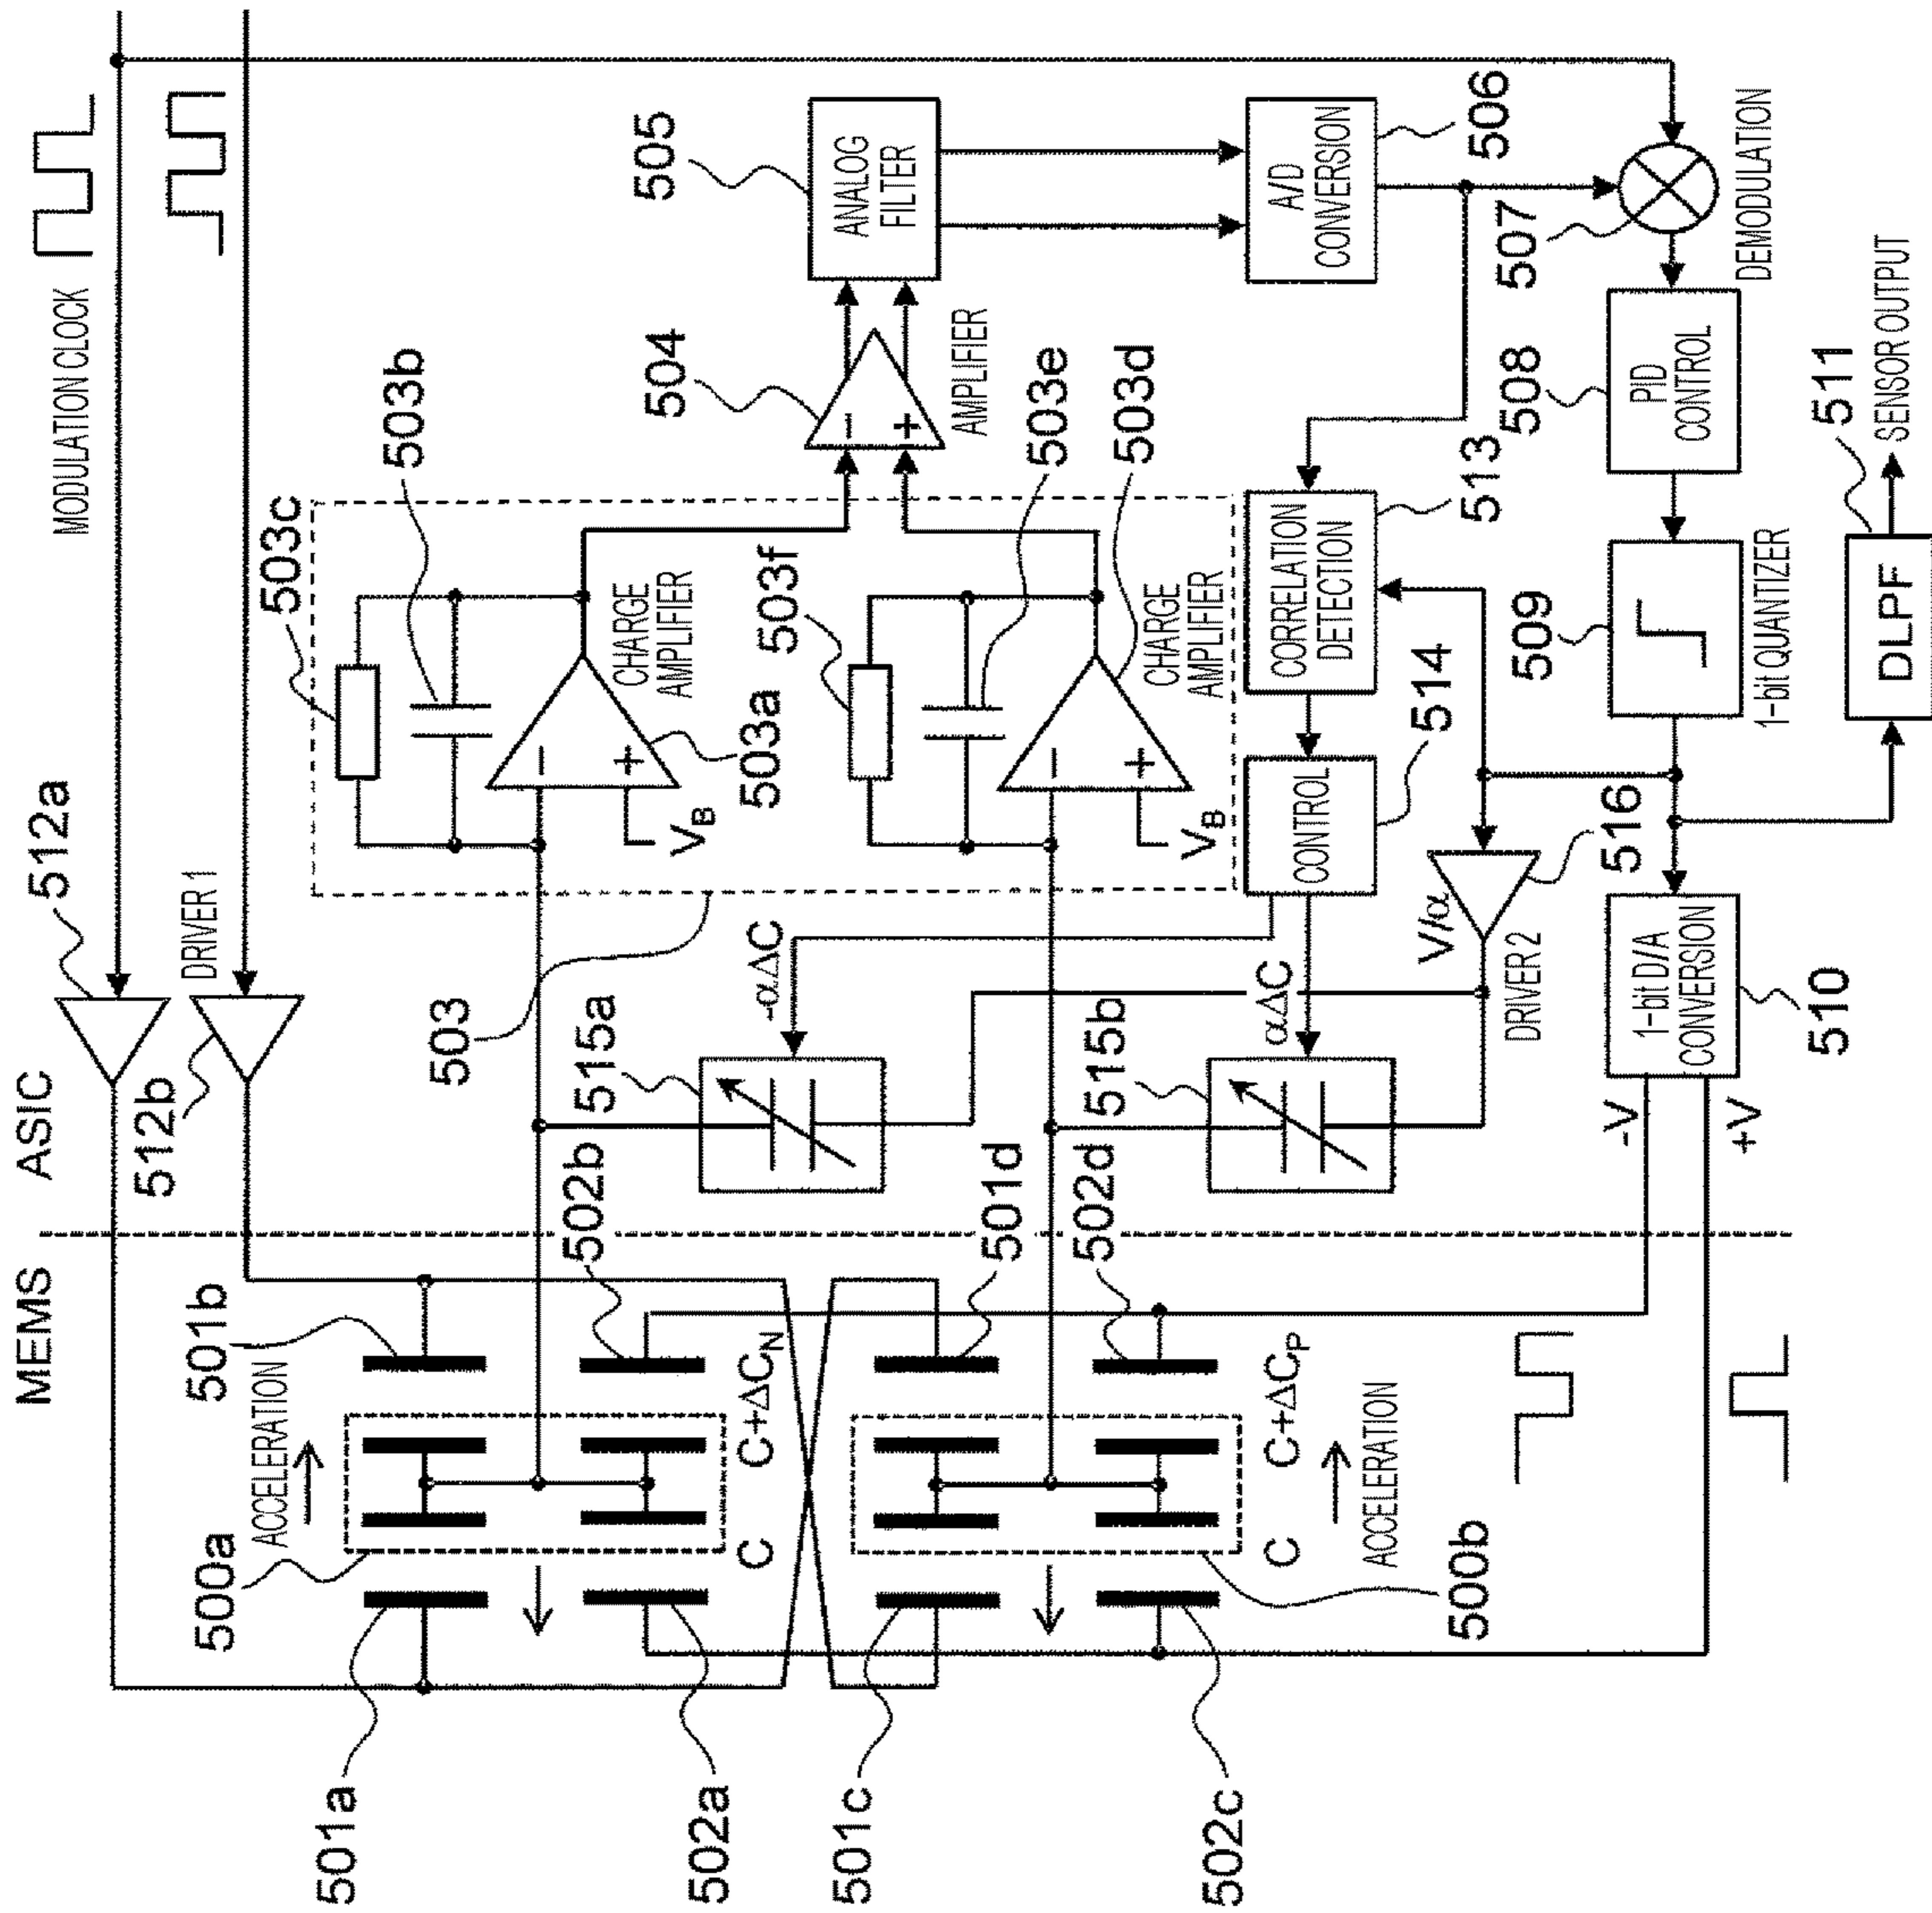 MEMS
ASIC
512a
MODULATION CLOCK
512b
DRIVER 1
501b
500a
ACCELERATION
501a
503c
503b
CHARGE
AMPLIFIER
503a
V_B
503
515a
-αΔC
502b
502a
C
C+ΔC_N
504
AMPLIFIER
505
ANALOG
FILTER
503f
503e
503d
CHARGE
AMPLIFIER
V_B
501d
501c
515b
αΔC
502d
502c
C
C+ΔC_P
ACCELERATION
500b
CONTROL
514
CORRELATION
DETECTION
513
A/D
CONVERSION
506
V/α
DRIVER 2
516
507
DEMODULATION
-V
+V
1-bit D/A
CONVERSION
510
509
1-bit QUANTIZER
508
PID
CONTROL
DLPF
511
SENSOR OUTPUT